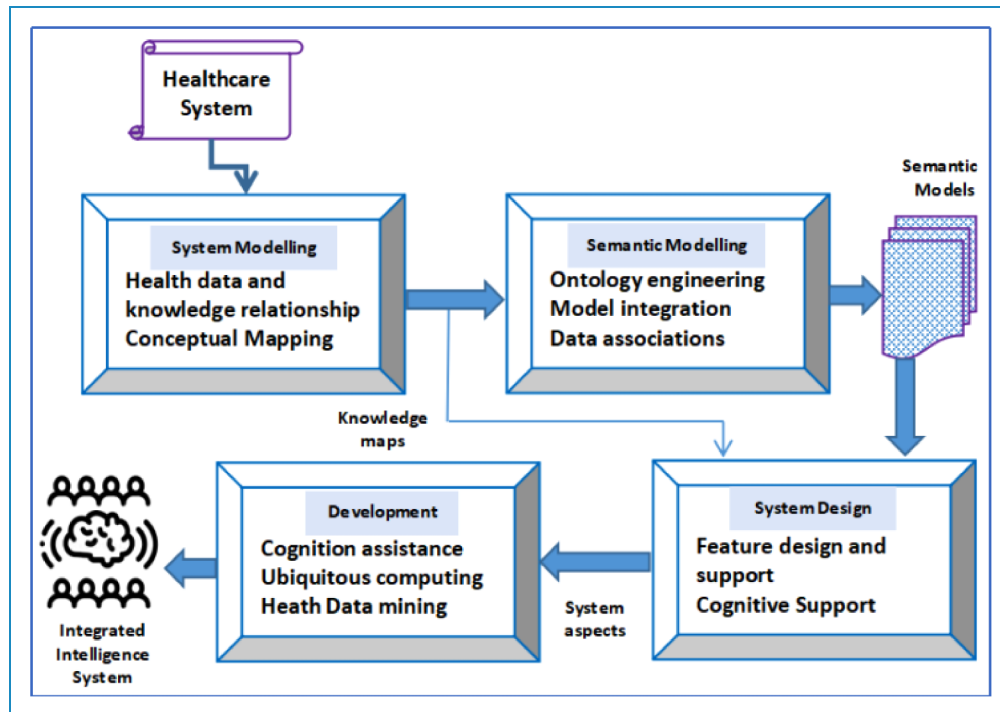 Healthcare
System
System Modelling
Health data and
knowledge relationship
Conceptual Mapping
Semantic Modelling
Ontology engineering
Model integration
Data associations
Semantic
Models
Knowledge
maps
System Design
Feature design and
support
Cognitive Support
System
aspects
Development
Cognition assistance
Ubiquitous computing
Heath Data mining
Integrated
Intelligence
System